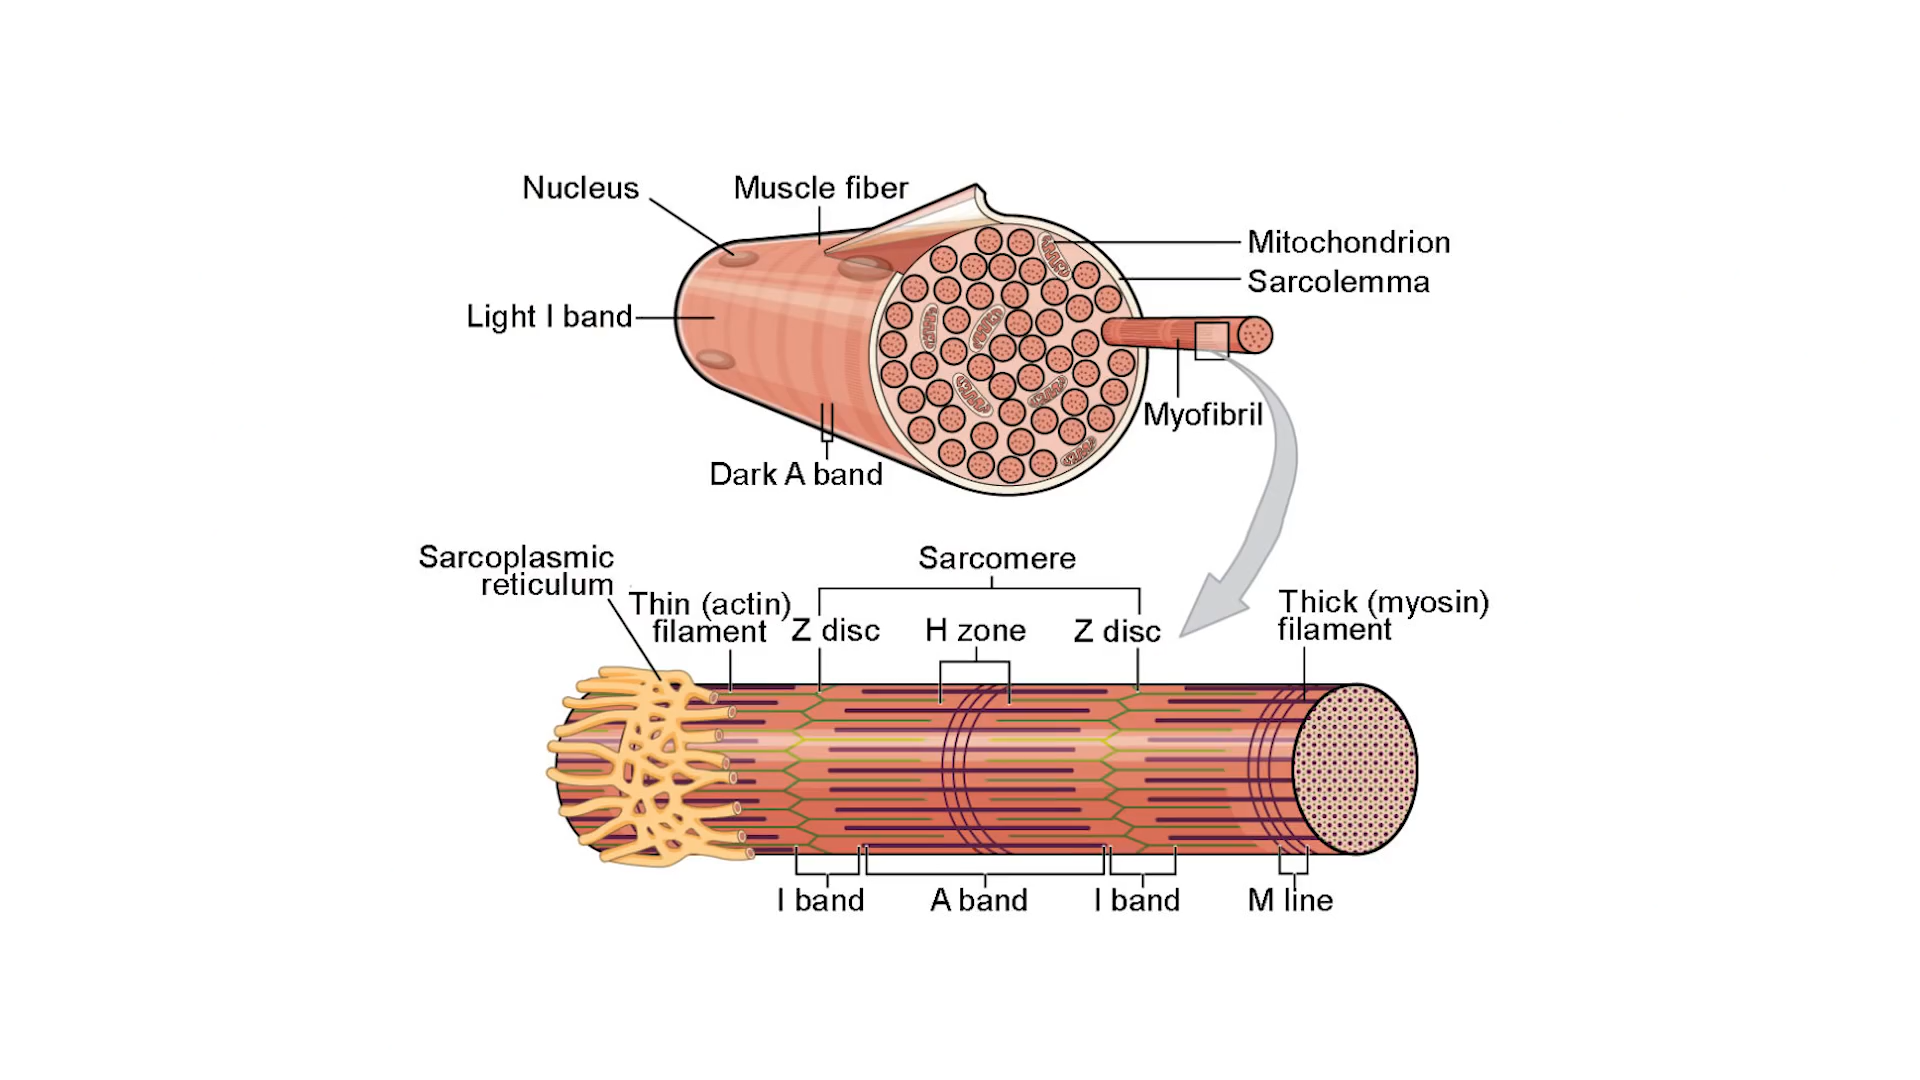 Nucleus
Muscle fiber
Mitochondrion
Sarcolemma
Light I band
Myofibril
Dark A band
Sarcoplasmic
reticulum
Sarcomere
Thin (actin)
filament
Z disc
H zone
Z disc
Thick (myosin)
filament
I band
A band
I band
M line